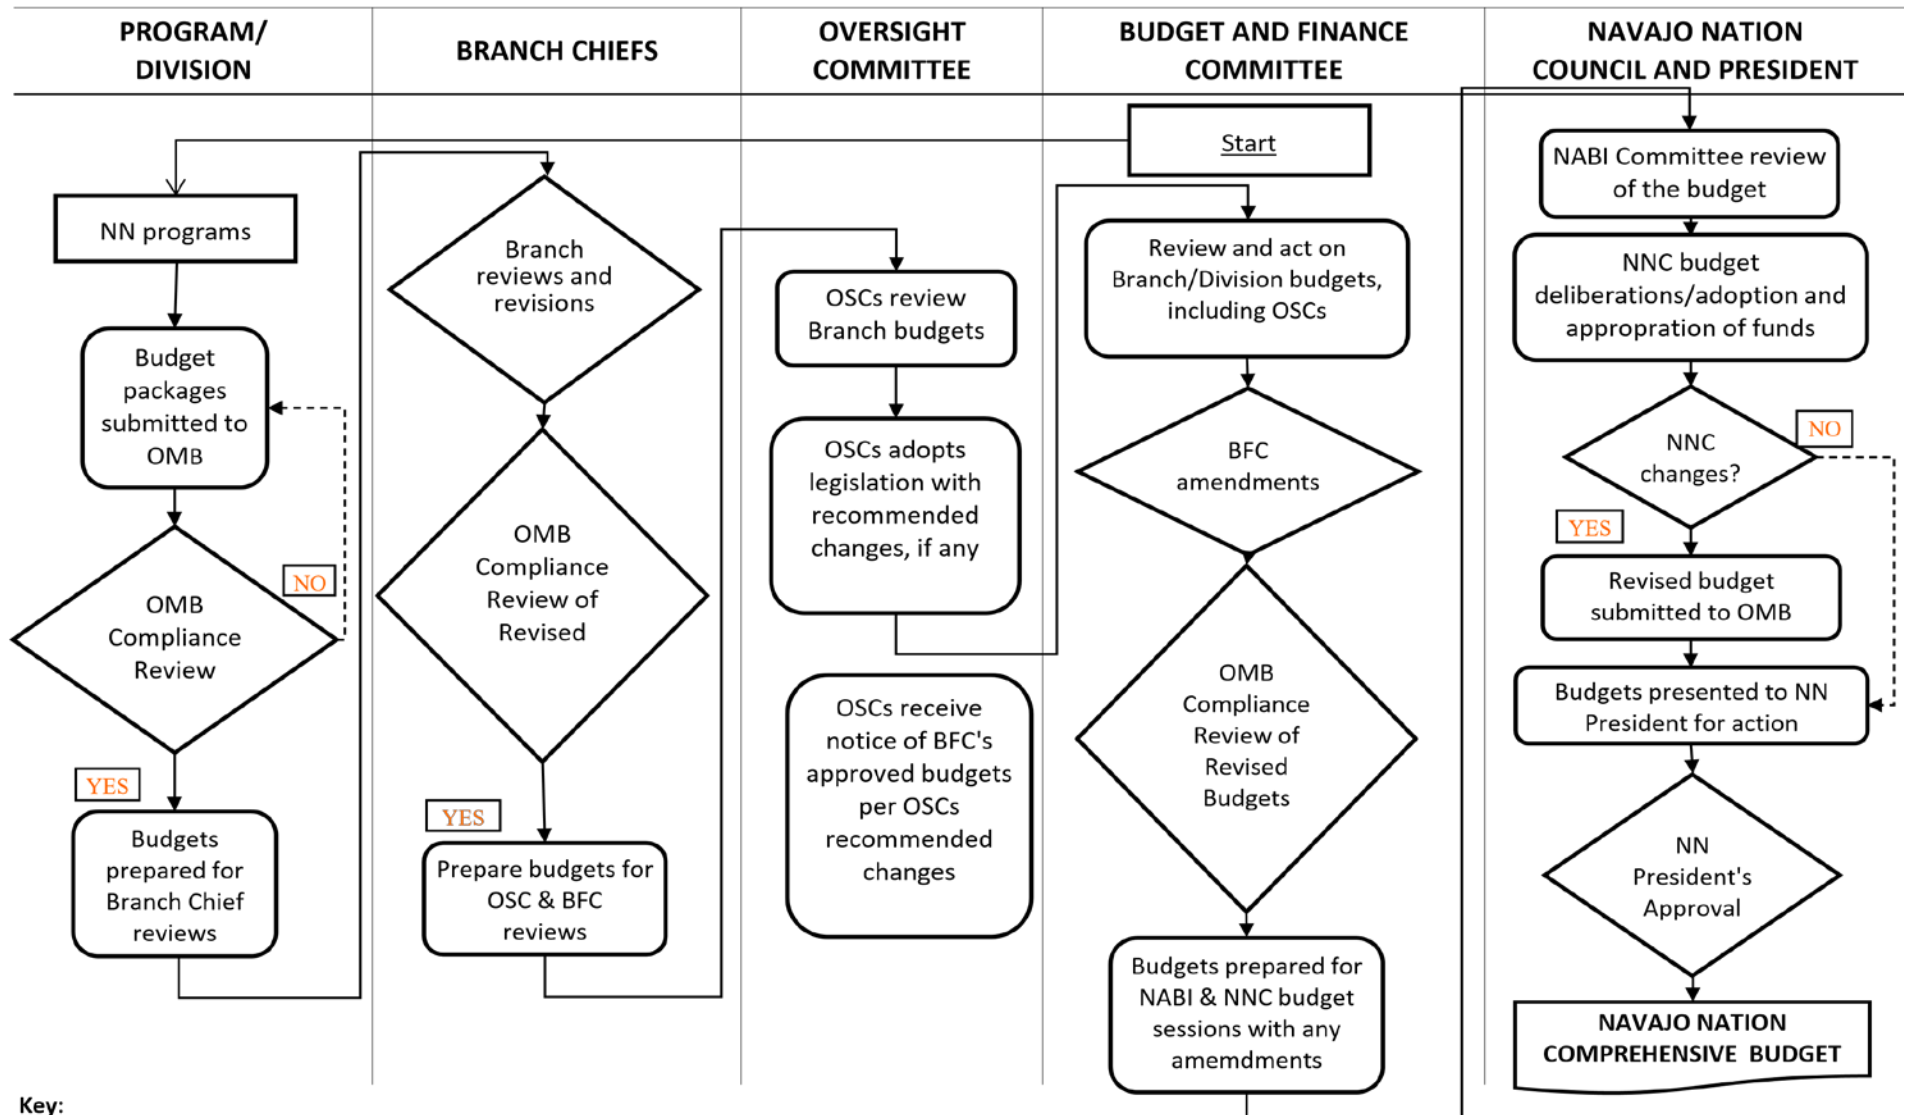 PROGRAM/
DIVISION
BRANCH CHIEFS
OVERSIGHT
COMMITTEE
BUDGET AND FINANCE
COMMITTEE
NAVAJO NATION
COUNCIL AND PRESIDENT
NN programs
Budget
packages
submitted to
OMB
NO
OMB
Compliance
Review
YES
Budgets
prepared for
Branch Chief
reviews
Branch
reviews and
revisions
OMB
Compliance
Review of
Revised
YES
Prepare budgets for
OSC & BFC
reviews
OSCs review
Branch budgets
OSCs adopts
legislation with
recommended
changes, if any
OSCs receive
notice of BFC's
approved budgets
per OSCs
recommended
changes
Start
Review and act on
Branch/Division budgets,
including OSCs
BFC
amendments
OMB
Compliance
Review of
Revised
Budgets
Budgets prepared for
NABI & NNC budget
sessions with any
amemdments
NABI Committee review
of the budget
NNC budget
deliberations/adoption and
appropration of funds
NO
NNC
changes?
YES
Revised budget
submitted to OMB
Budgets presented to NN
President for action
NN
President's
Approval
NAVAJO NATION
COMPREHENSIVE BUDGET
Key: